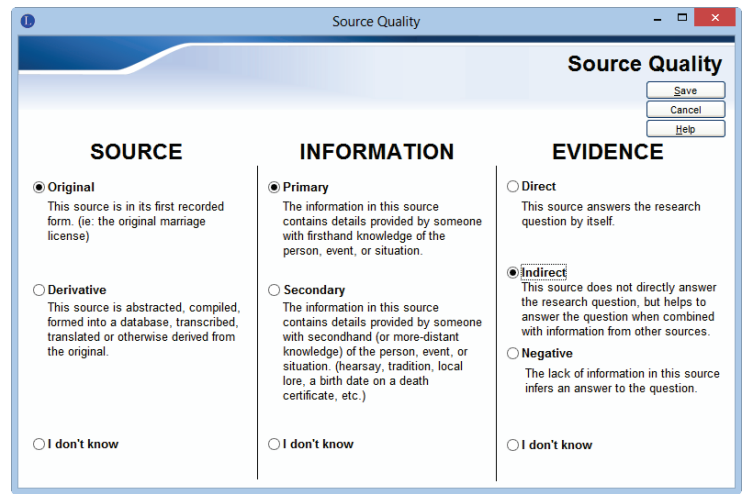 L
Source Quality
Source Quality
Save
Cancel
Help
SOURCE
Original
This source is in its first recorded
form. (ie: the original marriage
license)
Derivative
This source is abstracted, compiled,
formed into a database, transcribed,
translated or otherwise derived from
the original.
I don't know
INFORMATION
Primary
The information in this source
contains details provided by someone
with firsthand knowledge of the
person, event, or situation.
Secondary
The information in this source
contains details provided by someone
with secondhand (or more-distant
knowledge) of the person, event, or
situation. (hearsay, tradition, local
lore, a birth date on a death
certificate, etc.)
I don't know
EVIDENCE
Direct
This source answers the research
question by itself.
Indirect
This source does not directly answer
the research question, but helps to
answer the question when combined
with information from other sources.
Negative
The lack of information in this source
infers an answer to the question.
I don't know